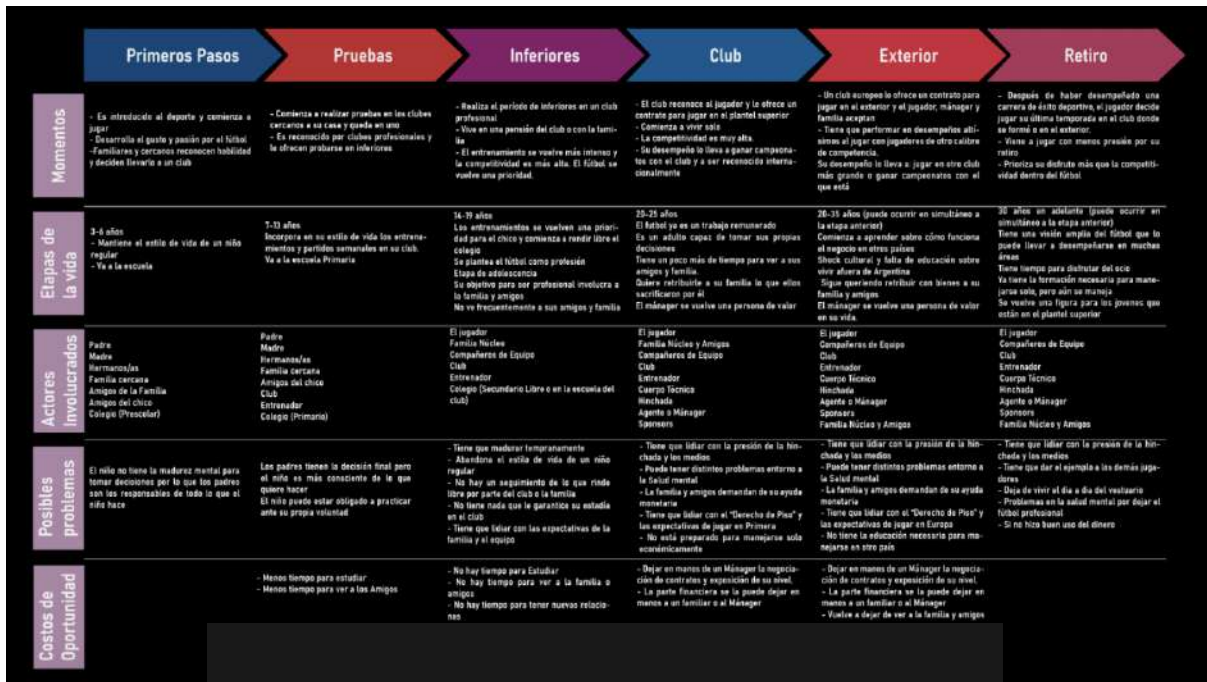 Primeros Pasos
Pruebas
Inferiores
Club
Exterior
Retiro
Momentos
- Es introducido al deporte y comienza a
jugar
- Desarrolla el gusto y pasión por el fútbol
-Familiares y cercanos reconocen habilidad
y deciden llevarlo a un club
- Comienza a realizar pruebas en los clubes
cercanos a su casa y queda en uno
- Es reconocido por clubes profesionales y
le ofrecen probarse en inferiores
- Realiza el período de inferiores en un club
profesional
- Vive en una pensión del club o con la fami-
lia
- El entrenamiento se vuelve más intenso y
la competitividad es más alta. El fútbol se
vuelve una prioridad.
- El club reconoce al jugador y le ofrece un
contrato para jugar en el plantel superior
- Comienza a vivir solo
- La competitividad es muy alta.
- Su desempeño lo lleva a ganar campeona-
tos con el club y a ser reconocido interna-
cionalmente
- Un club europeo le ofrece un contrato para
jugar en el exterior y el jugador, mánager y
familia aceptan
- Tiene que performar en desempeños altí-
simos al jugar con jugadores de otro calibre
de competencia.
Su desempeño lo lleva a: jugar en otro club
más grande o ganar campeonatos con el
que está
- Después de haber desempeñado una
carrera de éxito deportivo, el jugador decide
jugar su última temporada en el club donde
se formó o en el exterior.
- Viene a jugar con menos presión por su
retiro
- Prioriza su disfrute más que la competiti-
vidad dentro del fútbol
Etapas de
la vida
3-6 años
- Mantiene el estilo de vida de un niño
regular
- Va a la escuela
7-13 años
Incorpora en su estilo de vida los entrena-
mientos y partidos semanales en su club.
Va a la escuela Primaria
14-19 años
Los entrenamientos se vuelven una priori-
dad para el chico y comienza a rendir libre el
colegio
Se plantea el fútbol como profesión
Etapa de adolescencia
Su objetivo para ser profesional involucra a
la familia y amigos
No ve frecuentemente a sus amigos y familia
20-25 años
El futbol ya es un trabajo remunerado
Es un adulto capaz de tomar sus propias
decisiones
Tiene un poco más de tiempo para ver a sus
amigos y familia.
Quiere retribuirle a su familia lo que ellos
sacrificaron por él
El mánager se vuelve una persona de valor
20-35 años (puede ocurrir en simultáneo a
la etapa anterior)
Comienza a aprender sobre cómo funciona
el negocio en otros países
Shock cultural y falta de educación sobre
vivir afuera de Argentina
Sigue queriendo retribuir con bienes a su
familia y amigos
El mánager se vuelve una persona de valor
en su vida.
30 años en adelante (puede ocurrir en
simultáneo a la etapa anterior)
Tiene una visión amplia del fútbol que lo
puede llevar a desempeñarse en muchas
áreas
Tiene tiempo para disfrutar del ocio
Ya tiene la formación necesaria para mane-
jarse solo, pero aún se maneja
Se vuelve una figura para los jovenes que
están en el plantel superior
Actores
Involucrados
Padre
Madre
Hermanos/as
Familia cercana
Amigos de la Familia
Amigos del chico
Colegio (Prescolar)
Padre
Madre
Hermanos/as
Familia cercana
Amigos del chico
Club
Entrenador
Colegio (Primario)
El jugador
Familia Núcleo
Compañeros de Equipo
Club
Entrenador
Colegio (Secundario Libre o en la escuela del
club)
El jugador
Familia Núcleo y Amigos
Compañeros de Equipo
Club
Entrenador
Cuerpo Técnico
Hinchada
Agente o Mánager
Sponsors
El jugador
Compañeros de Equipo
Club
Entrenador
Cuerpo Técnico
Hinchada
Agente o Mánager
Sponsors
Familia Núcleo y Amigos
El jugador
Compañeros de Equipo
Club
Entrenador
Cuerpo Técnico
Hinchada
Agente o Mánager
Sponsors
Familia Núcleo y Amigos
Posibles
problemas
El niño no tiene la madurez mental para
tomar decisiones por lo que los padres
son los responsables de todo lo que el
niño hace
Los padres tienen la decisión final pero
el niño es más consciente de lo que
quiere hacer
El niño puede estar obligado a practicar
ante su propia voluntad
- Tiene que madurar tempranamente
- Abandona el estilo de vida de un niño
regular
- No hay un seguimiento de lo que rinde
libre por parte del club o la familia
- No tiene nada que le garantice su estadía
en el club
- Tiene que lidiar con las expectativas de la
familia y el equipo
- Tiene que lidiar con la presión de la hin-
chada y los medios
- Puede tener distintos problemas entorno a
la Salud mental
- La familia y amigos demandan de su ayuda
monetaria
- Tiene que lidiar con el "Derecho de Piso" y
las expectativas de jugar en Primera
- No está preparado para manejarse solo
económicamente
- Tiene que lidiar con la presión de la hin-
chada y los medios
- Puede tener distintos problemas entorno a
la Salud mental
- La familia y amigos demandan de su ayuda
monetaria
- Tiene que lidiar con el "Derecho de Piso" y
las expectativas de jugar en Europa
- No tiene la educación necesaria para ma-
nejarse en otro país
- Tiene que lidiar con la presión de la hin-
chada y los medios
- Tiene que dar el ejemplo a los demás juga-
dores
- Deja de vivir el día a día del vestuario
- Problemas en la salud mental por dejar el
fútbol profesional
- Si no hizo buen uso del dinero
Costos de
Oportunidad
- Menos tiempo para estudiar
- Menos tiempo para ver a los Amigos
- No hay tiempo para Estudiar
- No hay tiempo para ver a la familia o
amigos
- No hay tiempo para tener nuevas relacio-
nes
- Dejar en manos de un Mánager la negocia-
ción de contratos y exposición de su nivel.
- La parte financiera se la puede dejar en
manos a un familiar o al Mánager
- Dejar en manos de un Mánager la negocia-
ción de contratos y exposición de su nivel.
- La parte financiera se la puede dejar en
manos a un familiar o al Mánager
- Vuelve a dejar de ver a la familia y amigos